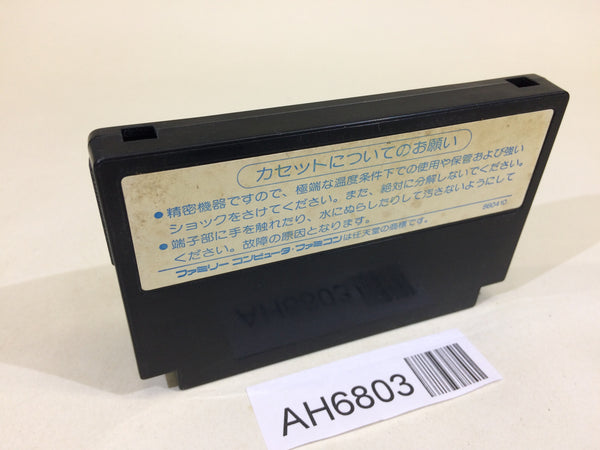 カセットについてのお願い
●精密機器ですので、極端な温度条件下での使用や保管および強い
ショックをさけてください。また、絶対に分解しないでください。
●端子部に手を触れたり、水にぬらしたりして汚さないようにして
ください。故障の原因となります。
860410
ファミリーコンピュータ・ファミコンは任天堂の商標です。
AH6803
AH6803